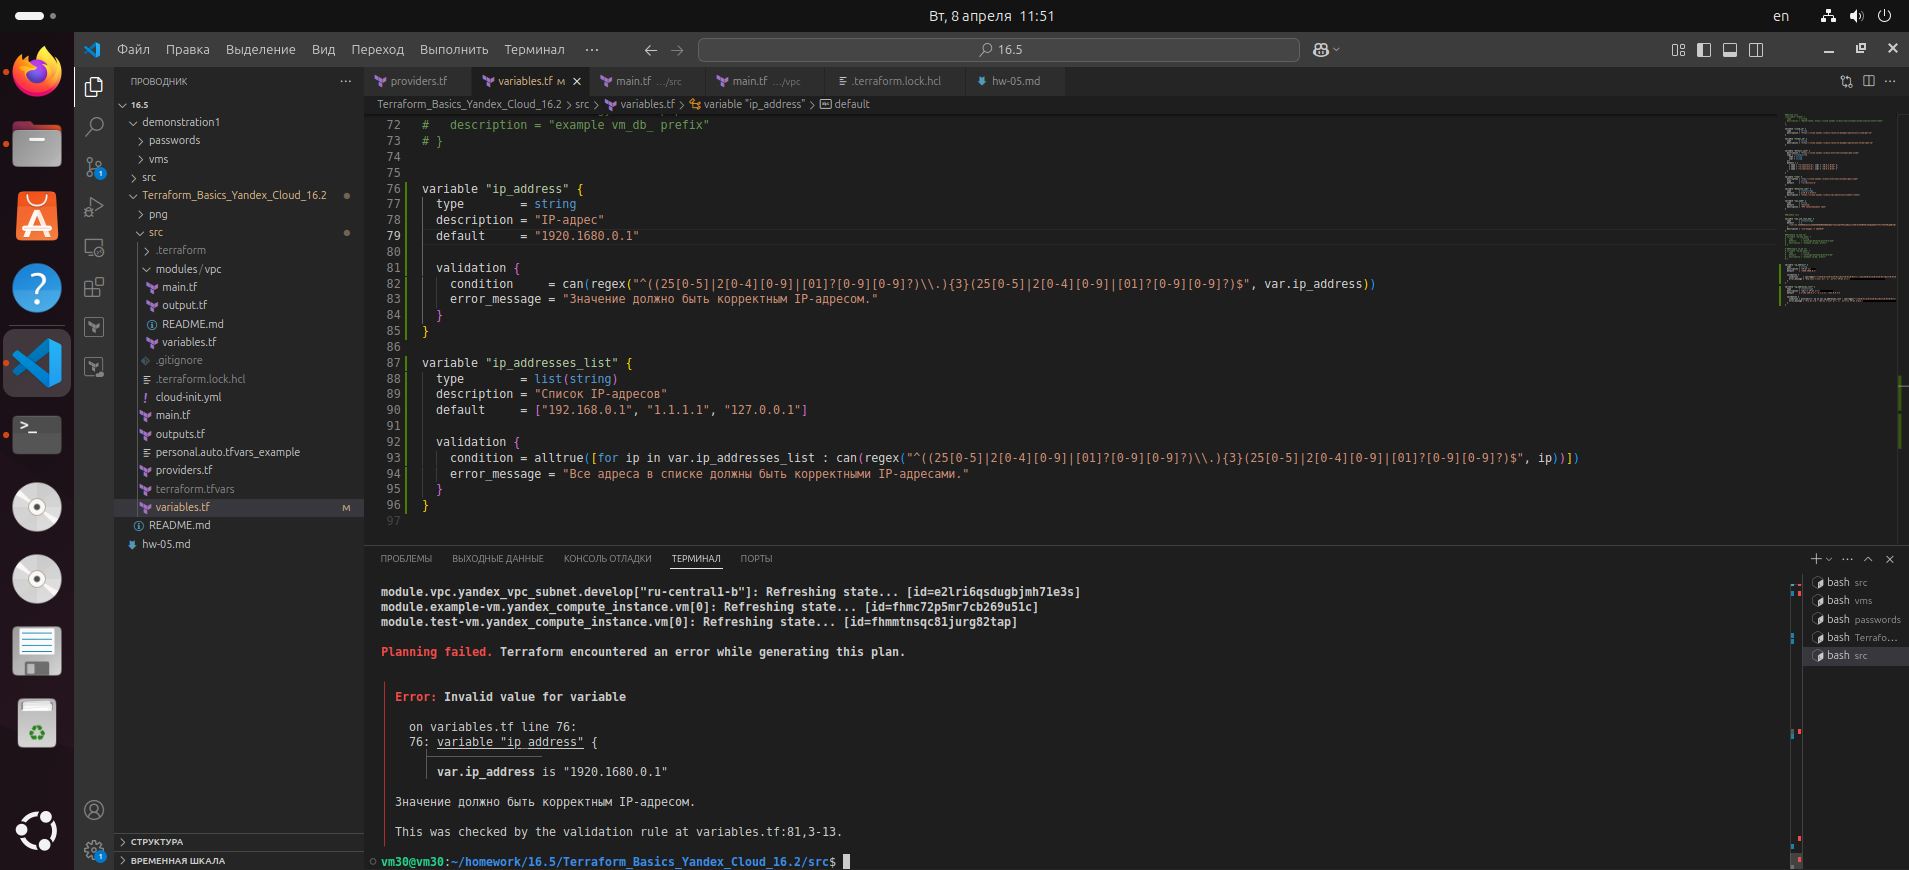 Вт, 8 апреля 11:51
en
Файл Правка Выделение Вид Переход Выполнить Терминал ···
16.5
ПРОВОДНИК ···
16.5
demonstration1
passwords
vms
src
Terraform_Basics_Yandex_Cloud_16.2
png
src
.terraform
modules/vpc
main.tf
output.tf
README.md
variables.tf
.gitignore
.terraform.lock.hcl
cloud-init.yml
main.tf
outputs.tf
personal.auto.tfvars_example
providers.tf
terraform.tfvars
variables.tf M
README.md
hw-05.md
СТРУКТУРА
ВРЕМЕННАЯ ШКАЛА
providers.tf variables.tf M main.tf .../src main.tf .../vpc .terraform.lock.hcl hw-05.md
Terraform_Basics_Yandex_Cloud_16.2 > src > variables.tf > variable "ip_address" > default
72 #   description = "example vm_db_ prefix"
73 # }
74
75
76 variable "ip_address" {
77   type        = string
78   description = "IP-адрес"
79   default     = "1920.1680.0.1"
80
81   validation {
82     condition     = can(regex("^((25[0-5]|2[0-4][0-9]|[01]?[0-9][0-9]?)\\.){3}(25[0-5]|2[0-4][0-9]|[01]?[0-9][0-9]?)$", var.ip_address))
83     error_message = "Значение должно быть корректным IP-адресом."
84   }
85 }
86
87 variable "ip_addresses_list" {
88   type        = list(string)
89   description = "Список IP-адресов"
90   default     = ["192.168.0.1", "1.1.1.1", "127.0.0.1"]
91
92   validation {
93     condition = alltrue([for ip in var.ip_addresses_list : can(regex("^((25[0-5]|2[0-4][0-9]|[01]?[0-9][0-9]?)\\.){3}(25[0-5]|2[0-4][0-9]|[01]?[0-9][0-9]?)$", ip))])
94     error_message = "Все адреса в списке должны быть корректными IP-адресами."
95   }
96 }
97
ПРОБЛЕМЫ ВЫХОДНЫЕ ДАННЫЕ КОНСОЛЬ ОТЛАДКИ ТЕРМИНАЛ ПОРТЫ
module.vpc.yandex_vpc_subnet.develop["ru-central1-b"]: Refreshing state... [id=e2lri6qsdugbjmh71e3s]
module.example-vm.yandex_compute_instance.vm[0]: Refreshing state... [id=fhmc72p5mr7cb269u51c]
module.test-vm.yandex_compute_instance.vm[0]: Refreshing state... [id=fhmmtnsqc81jurg82tap]
Planning failed. Terraform encountered an error while generating this plan.
Error: Invalid value for variable
on variables.tf line 76:
76: variable "ip_address" {
var.ip_address is "1920.1680.0.1"
Значение должно быть корректным IP-адресом.
This was checked by the validation rule at variables.tf:81,3-13.
vm30@vm30:~/homework/16.5/Terraform_Basics_Yandex_Cloud_16.2/src$
bash src
bash vms
bash passwords
bash Terrafo...
bash src